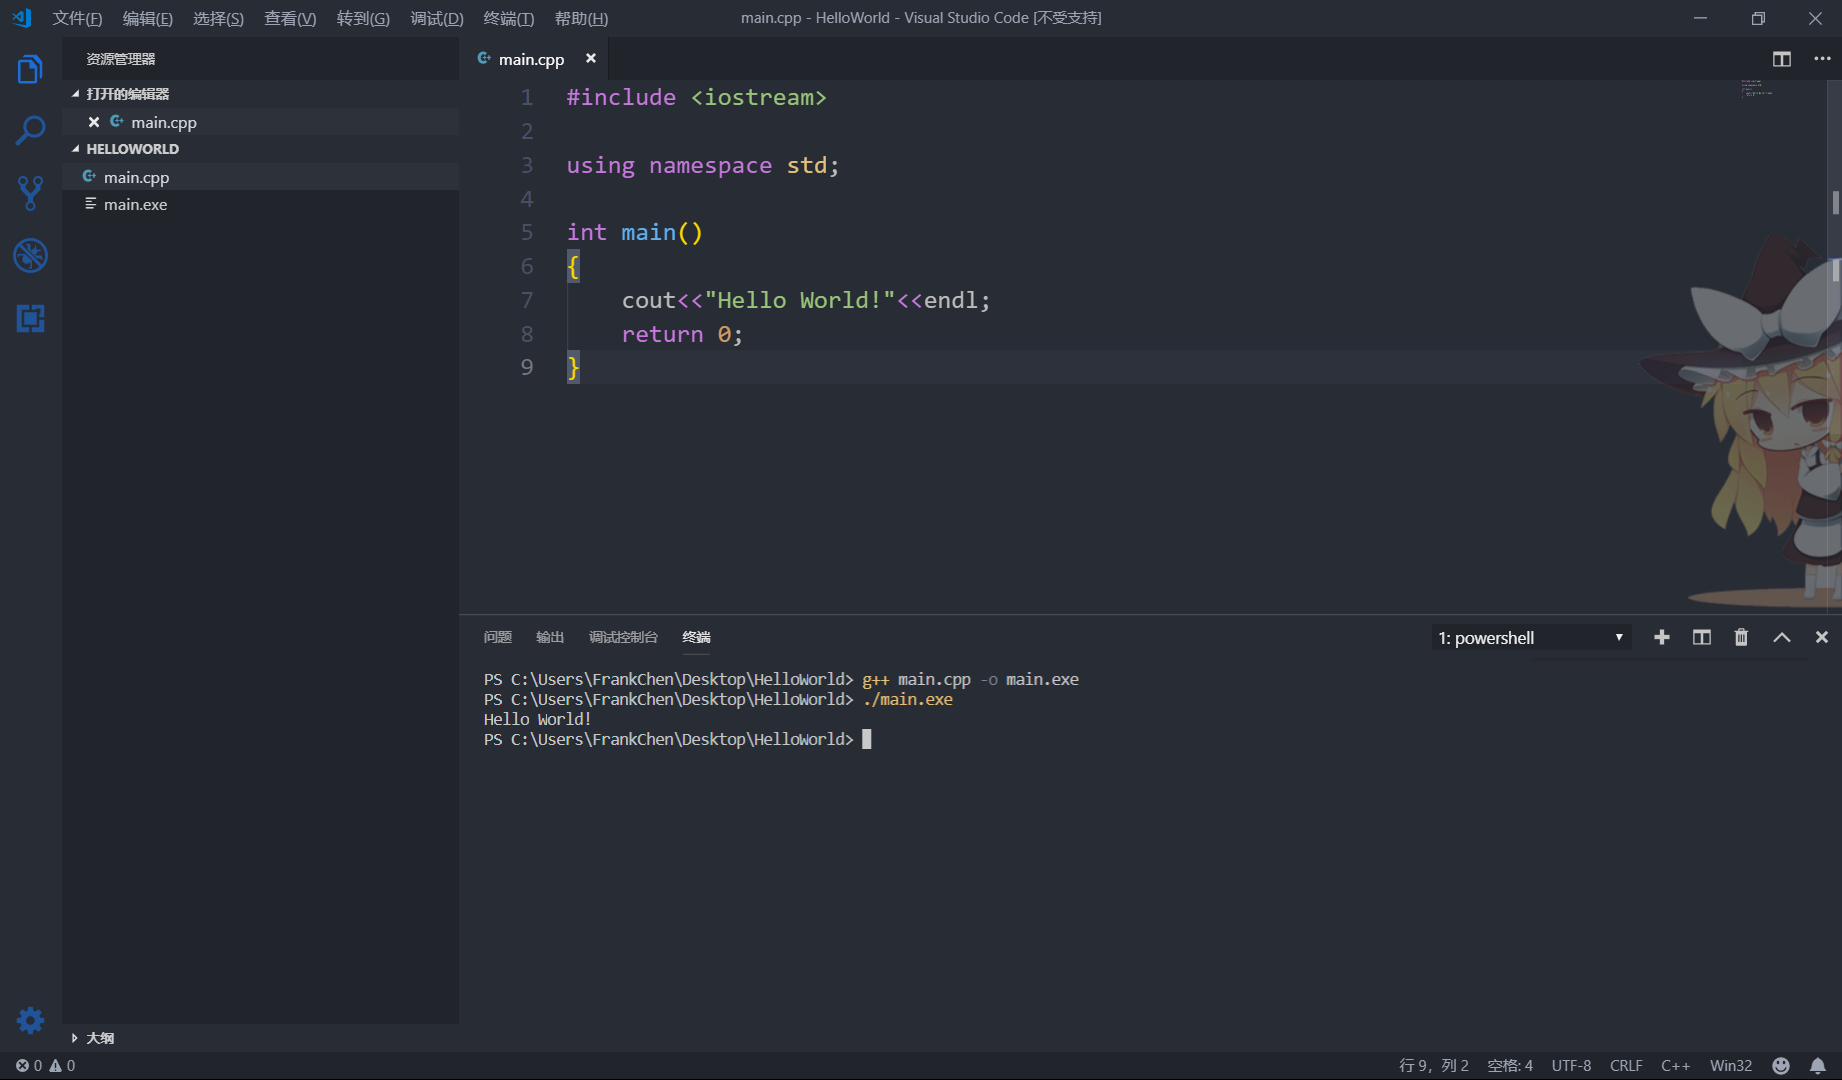 文件(F) 编辑(E) 选择(S) 查看(V) 转到(G) 调试(D) 终端(T) 帮助(H) main.cpp - HelloWorld - Visual Studio Code [不受支持]
资源管理器
打开的编辑器
main.cpp
HELLOWORLD
main.cpp
main.exe
大纲
main.cpp
1 #include <iostream>
2
3 using namespace std;
4
5 int main()
6 {
7 cout<<"Hello World!"<<endl;
8 return 0;
9 }
问题 输出 调试控制台 终端 1: powershell
PS C:\Users\FrankChen\Desktop\HelloWorld> g++ main.cpp -o main.exe
PS C:\Users\FrankChen\Desktop\HelloWorld> ./main.exe
Hello World!
PS C:\Users\FrankChen\Desktop\HelloWorld>
0 0 行 9，列 2 空格: 4 UTF-8 CRLF C++ Win32